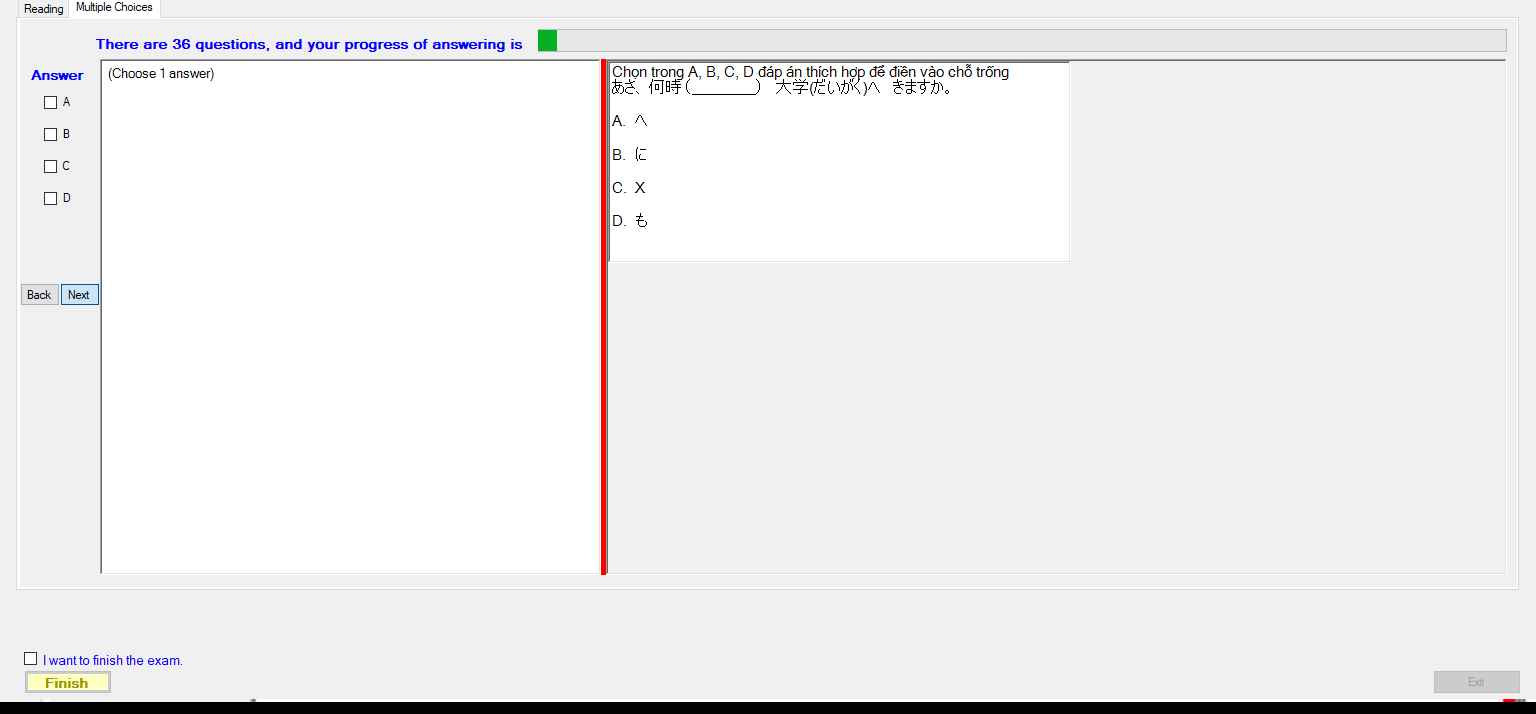 Reading Multiple Choices
There are 36 questions, and your progress of answering is
Answer
A
B
C
D
Back Next
(Choose 1 answer)
Chọn trong A, B, C, D đáp án thích hợp để điền vào chỗ trống
あさ、何時（________） 大学(だいがく)へ きますか。
A. へ
B. に
C. X
D. も
I want to finish the exam.
Finish
Exit